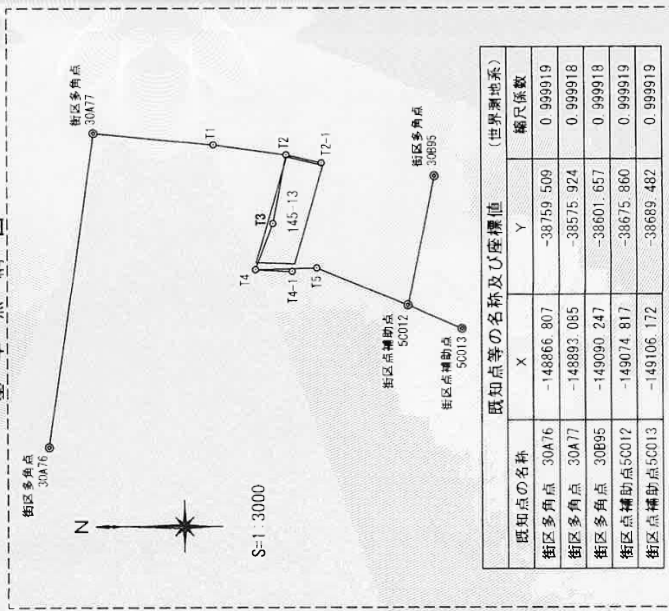 街区多角点
30A76
街区多角点
30A77
N
S=1:3000
T1
T2
T2-1
T3
145-13
T4
T4-1
T5
街区多角点
30B95
街区点補助点
5C012
街区点補助点
5C013
既知点等の名称及び座標値 (世界測地系)
既知点の名称 X Y 縮尺係数
街区多角点 30A76 -148866.807 -38759.509 0.999919
街区多角点 30A77 -148893.085 -38575.924 0.999918
街区多角点 30B95 -149090.247 -38601.657 0.999918
街区点補助点5C012 -149074.817 -38675.860 0.999919
街区点補助点5C013 -149106.172 -38689.482 0.999919